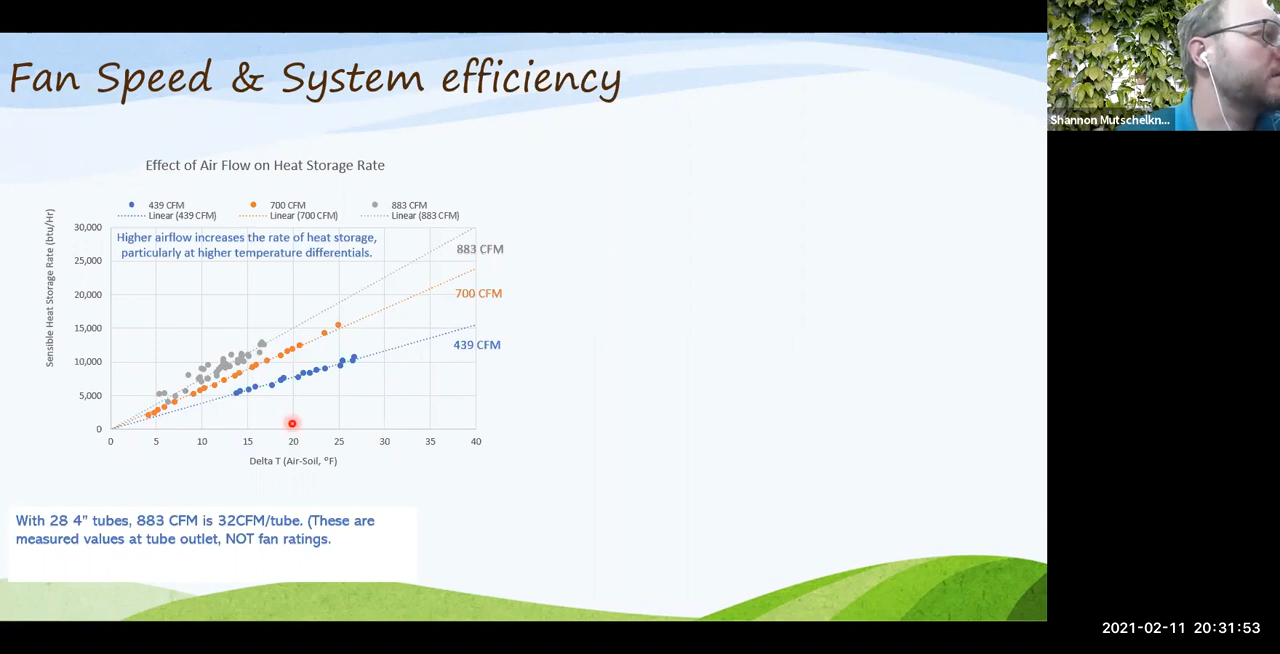 Fan Speed & System efficiency
Shannon Mutschelkn...
Effect of Air Flow on Heat Storage Rate
439 CFM 700 CFM 883 CFM
Linear (439 CFM) Linear (700 CFM) Linear (883 CFM)
Sensible Heat Storage Rate (btu/Hr)
30,000
25,000
20,000
15,000
10,000
5,000
0
Higher airflow increases the rate of heat storage,
particularly at higher temperature differentials.
883 CFM
700 CFM
439 CFM
0 5 10 15 20 25 30 35 40
Delta T (Air-Soil, °F)
With 28 4" tubes, 883 CFM is 32CFM/tube. (These are
measured values at tube outlet, NOT fan ratings.
2021-02-11 20:31:53